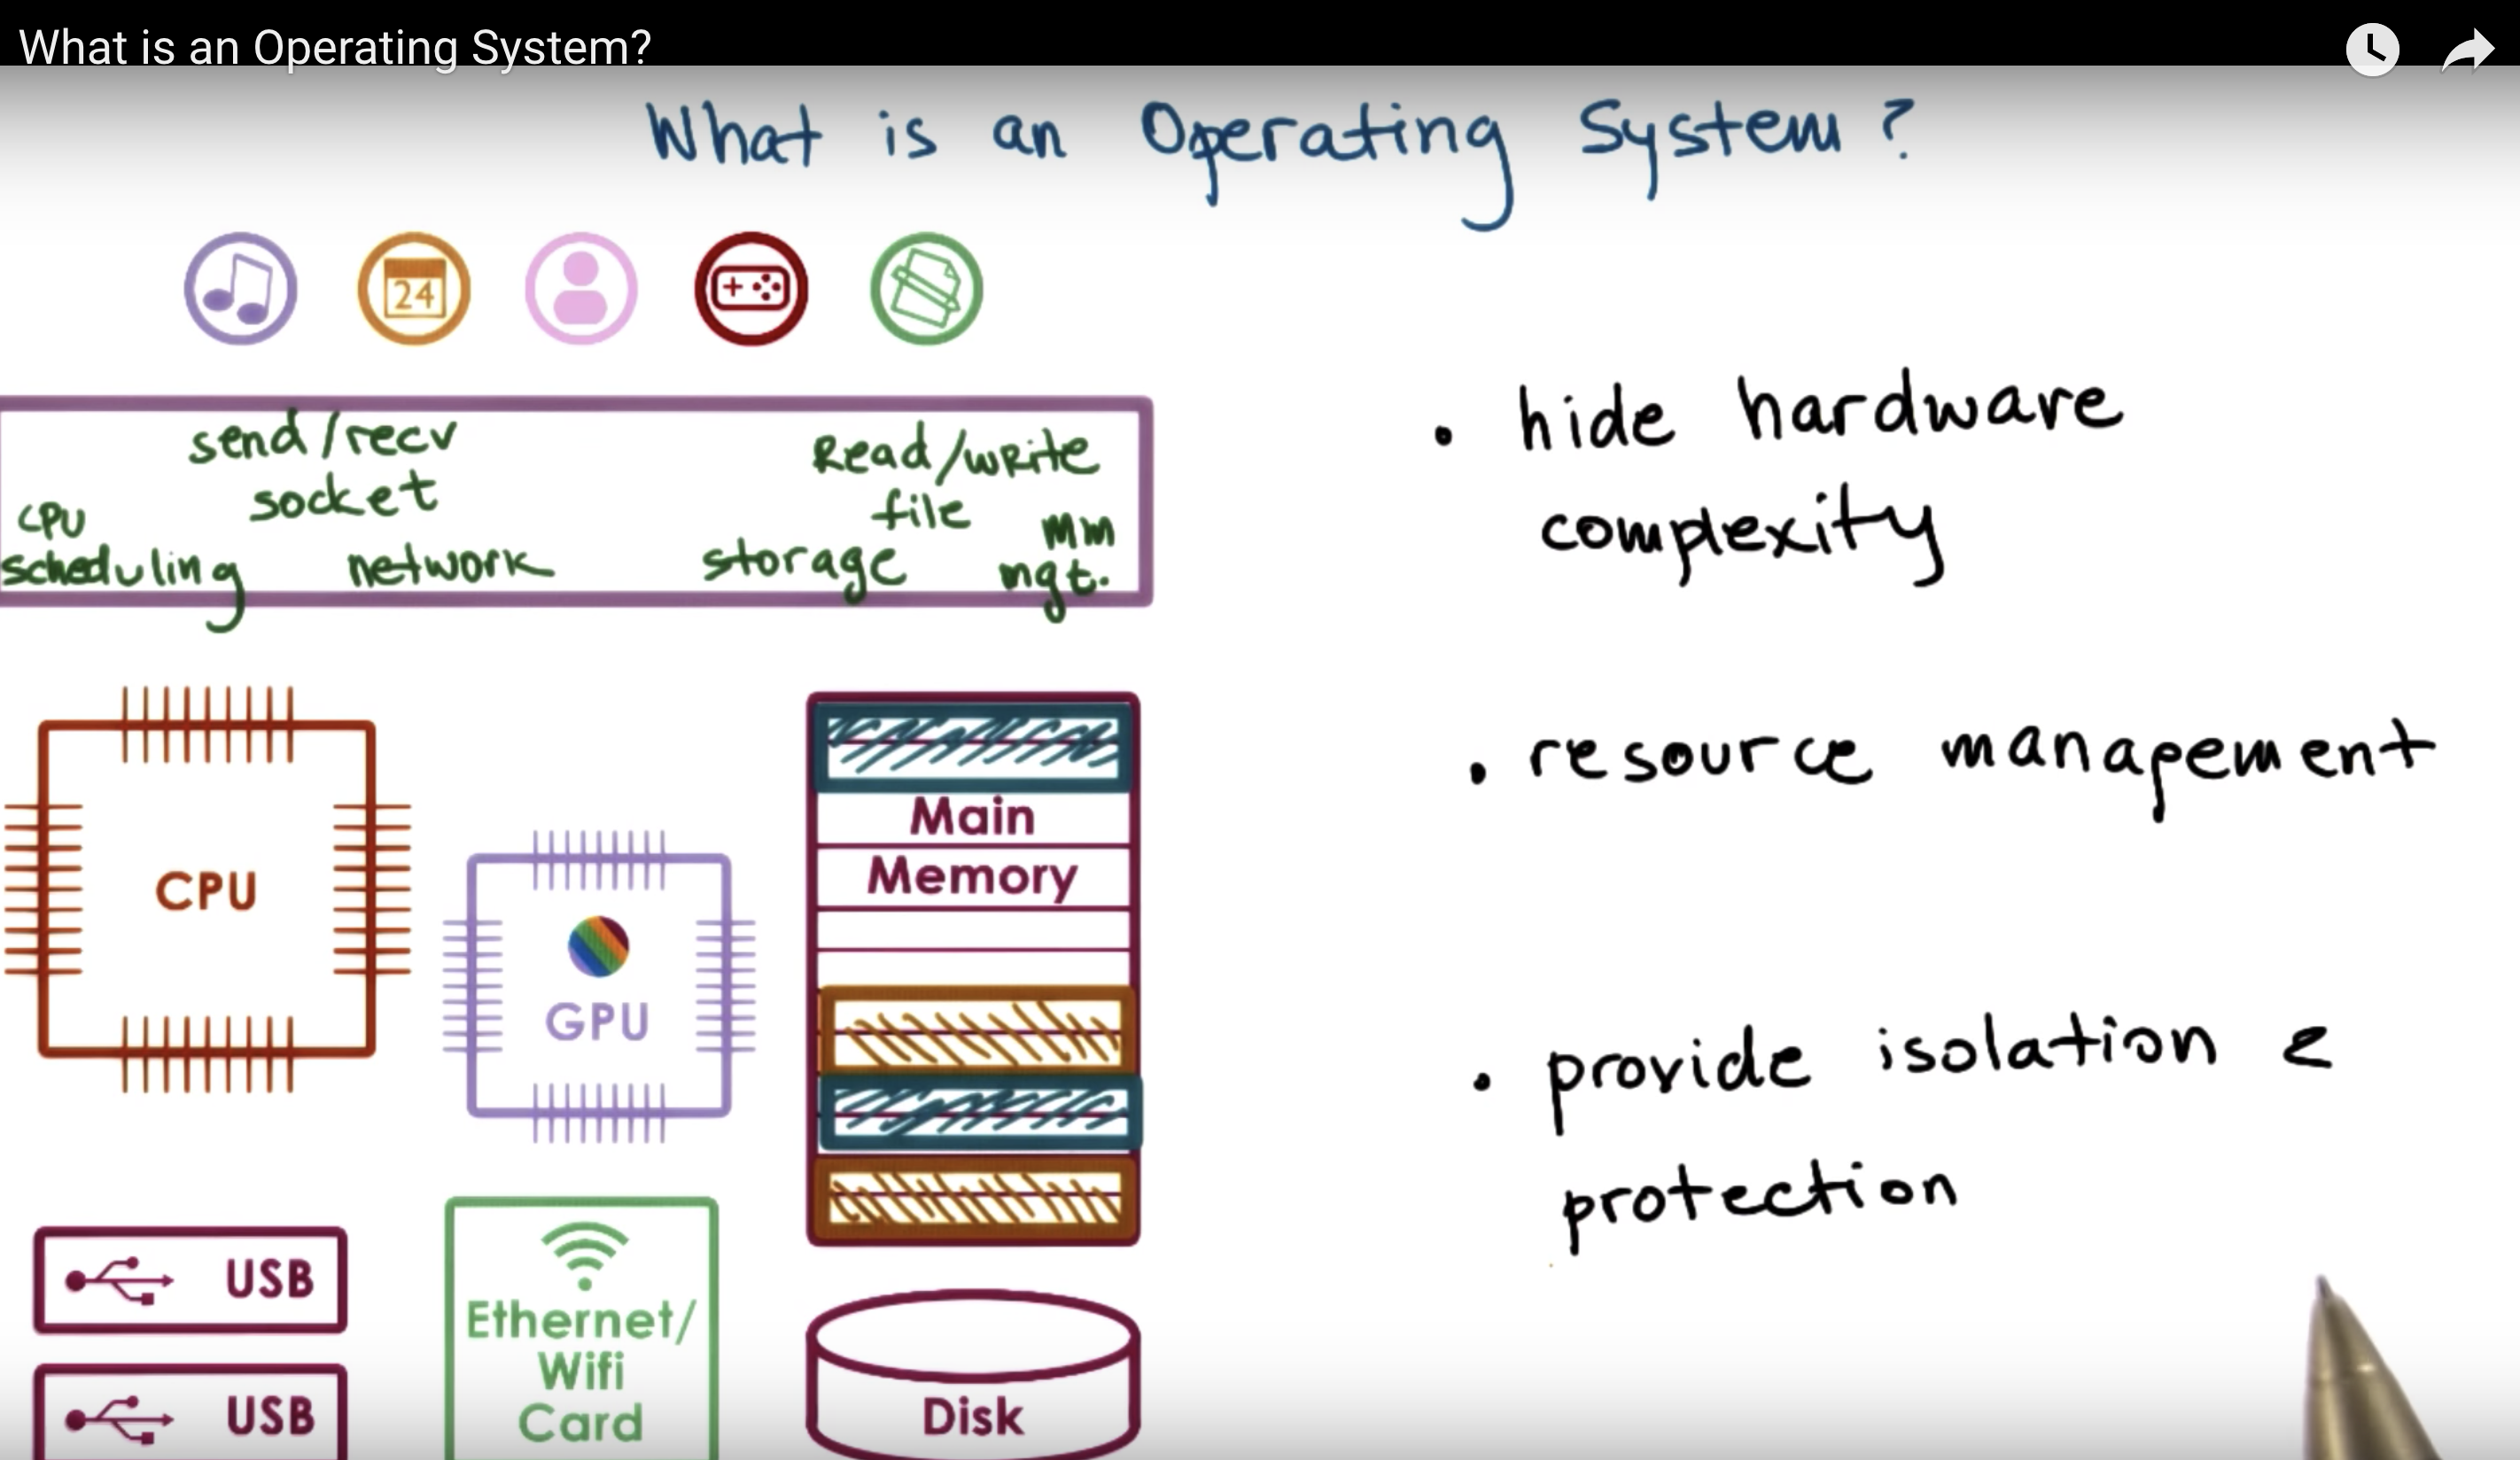 What is an Operating System?
What is an Operating System?
24
send/recv
socket
CPU
scheduling
network
Read/write
file
storage
mm
mgt.
• hide hardware
complexity
• resource management
• provide isolation &
protection
CPU
GPU
Main
Memory
USB
USB
Ethernet/
Wifi
Card
Disk